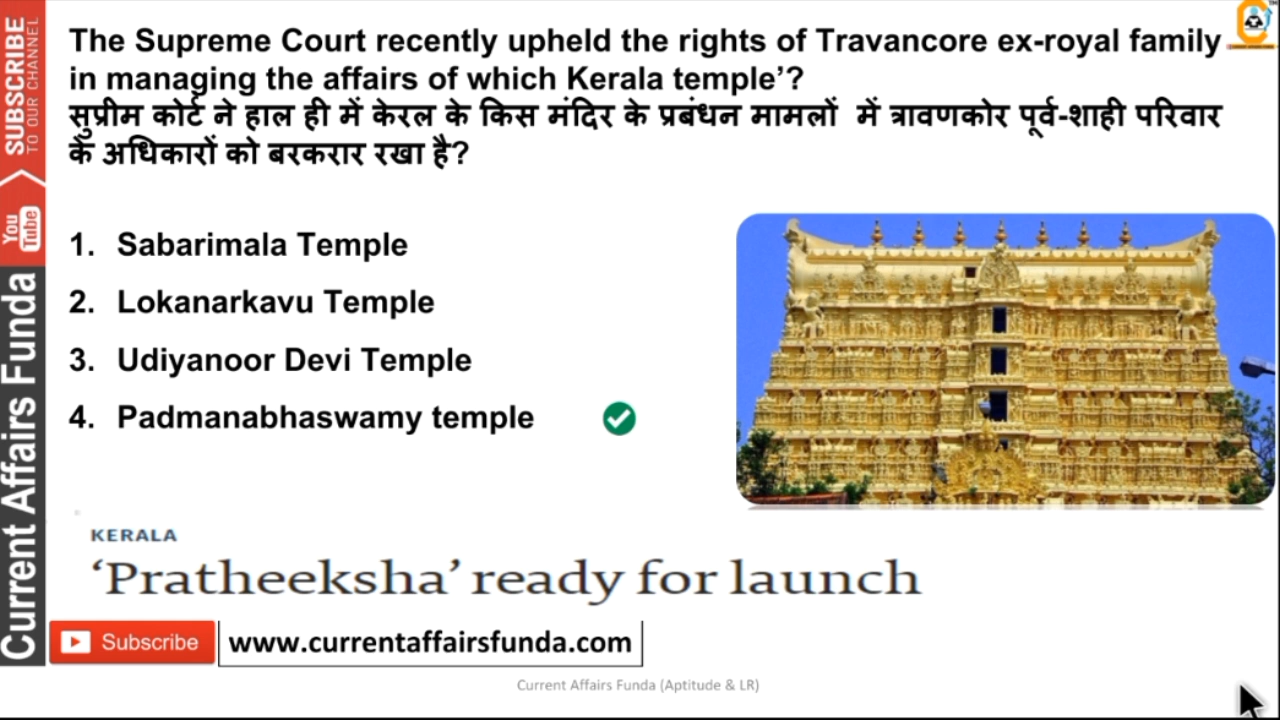 The Supreme Court recently upheld the rights of Travancore ex-royal family
in managing the affairs of which Kerala temple’?
सुप्रीम कोर्ट ने हाल ही में केरल के किस मंदिर के प्रबंधन मामलों में त्रावणकोर पूर्व-शाही परिवार
के अधिकारों को बरकरार रखा है?
1. Sabarimala Temple
2. Lokanarkavu Temple
3. Udiyanoor Devi Temple
4. Padmanabhaswamy temple
KERALA
‘Pratheeksha’ ready for launch
Subscribe
www.currentaffairsfunda.com
Current Affairs Funda (Aptitude & LR)
SUBSCRIBE
TO OUR CHANNEL
You
Tube
Current Affairs Funda